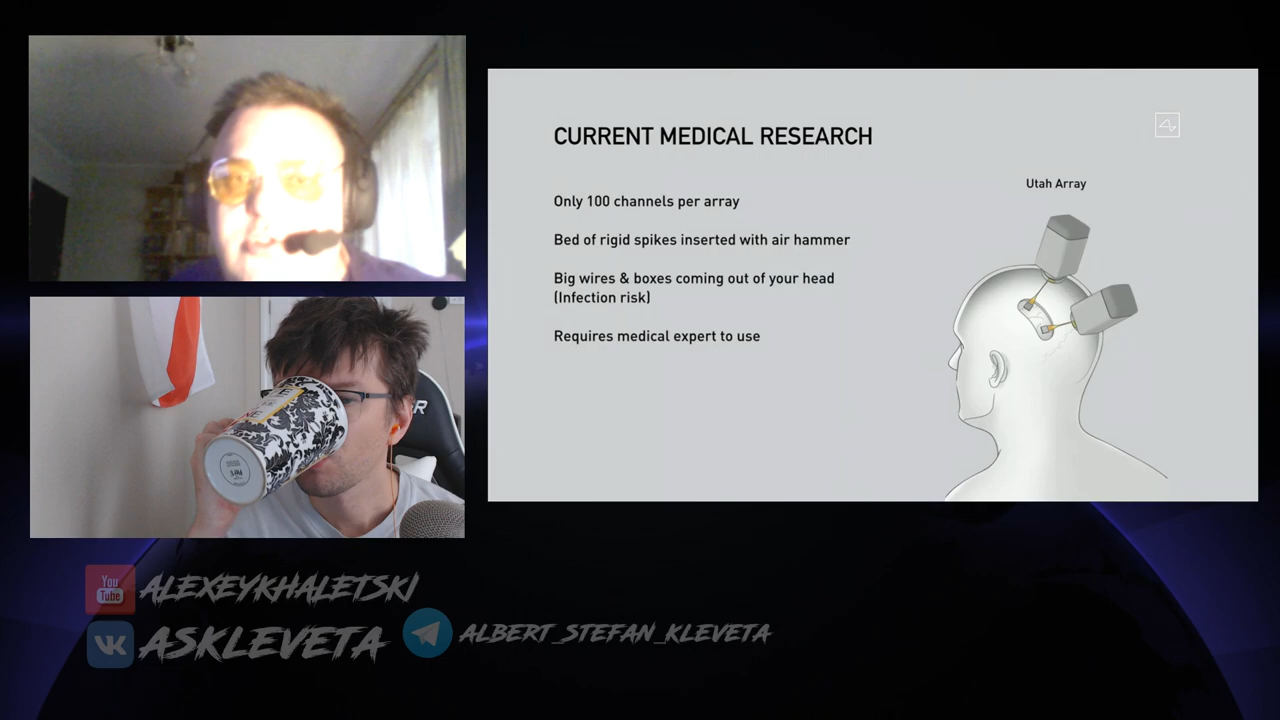 CURRENT MEDICAL RESEARCH
Utah Array
Only 100 channels per array
Bed of rigid spikes inserted with air hammer
Big wires & boxes coming out of your head
(Infection risk)
Requires medical expert to use
You
Tube
ALEXEYKHALETSKI
ASKLEVETA
ALBERT_STEFAN_KLEVETA